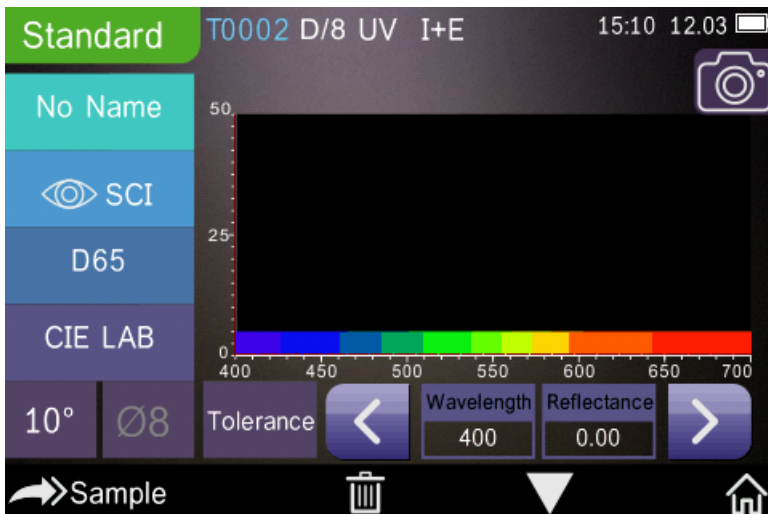 Standard
T0002 D/8 UV I+E
15:10 12.03
No Name
SCI
D65
CIE LAB
10°
Ø8
50
25
0
400 450 500 550 600 650 700
Tolerance
Wavelength
400
Reflectance
0.00
Sample